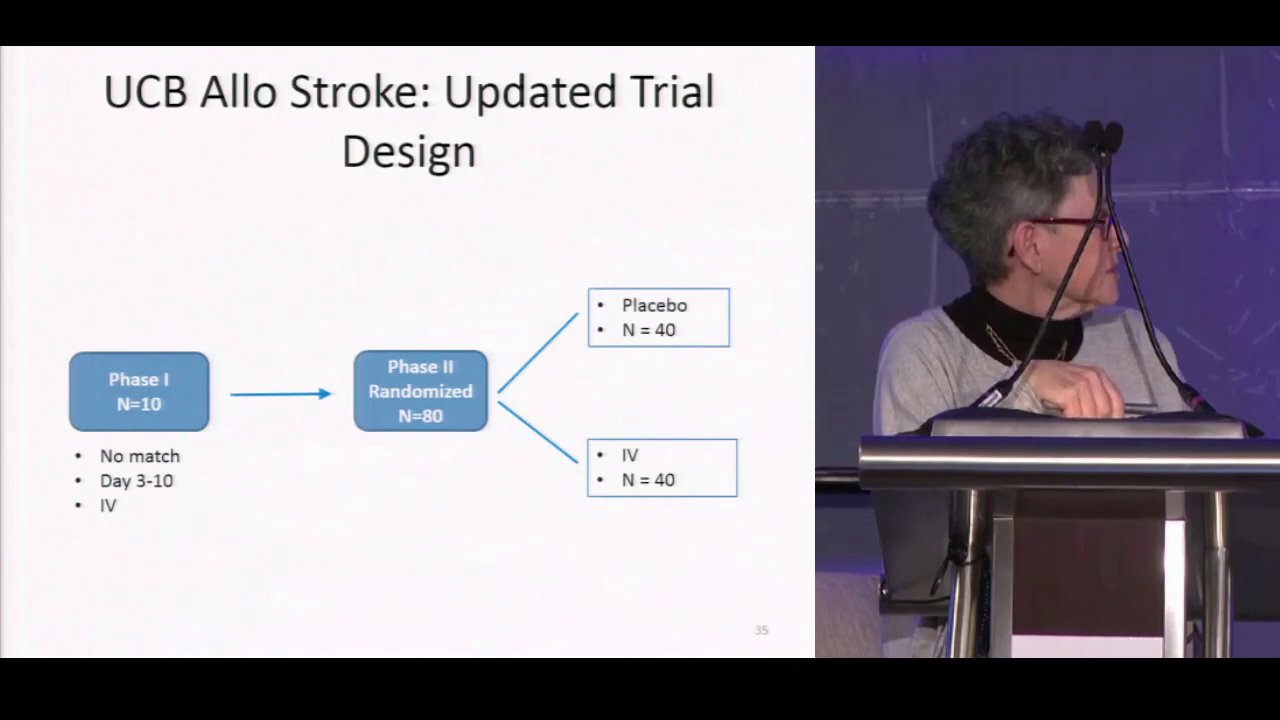 UCB Allo Stroke: Updated Trial
Design
Phase I
N=10
• No match
• Day 3-10
• IV
Phase II
Randomized
N=80
• Placebo
• N = 40
• IV
• N = 40
35